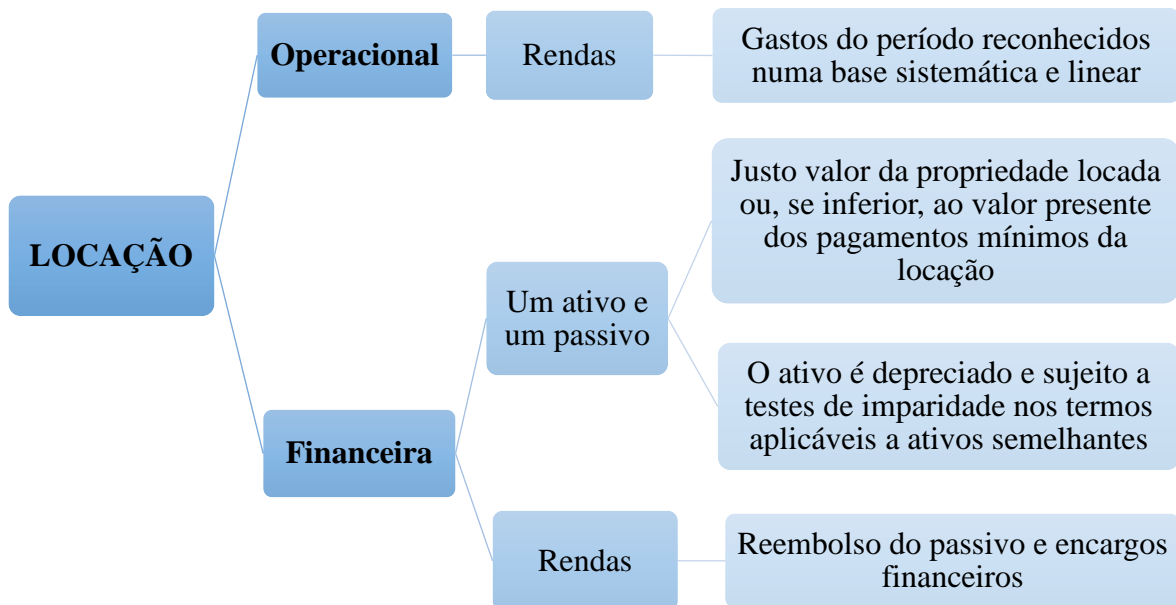 LOCAÇÃO
Operacional
Rendas
Gastos do período reconhecidos
numa base sistemática e linear
Financeira
Um ativo e
um passivo
Justo valor da propriedade locada
ou, se inferior, ao valor presente
dos pagamentos mínimos da
locação
O ativo é depreciado e sujeito a
testes de imparidade nos termos
aplicáveis a ativos semelhantes
Rendas
Reembolso do passivo e encargos
financeiros